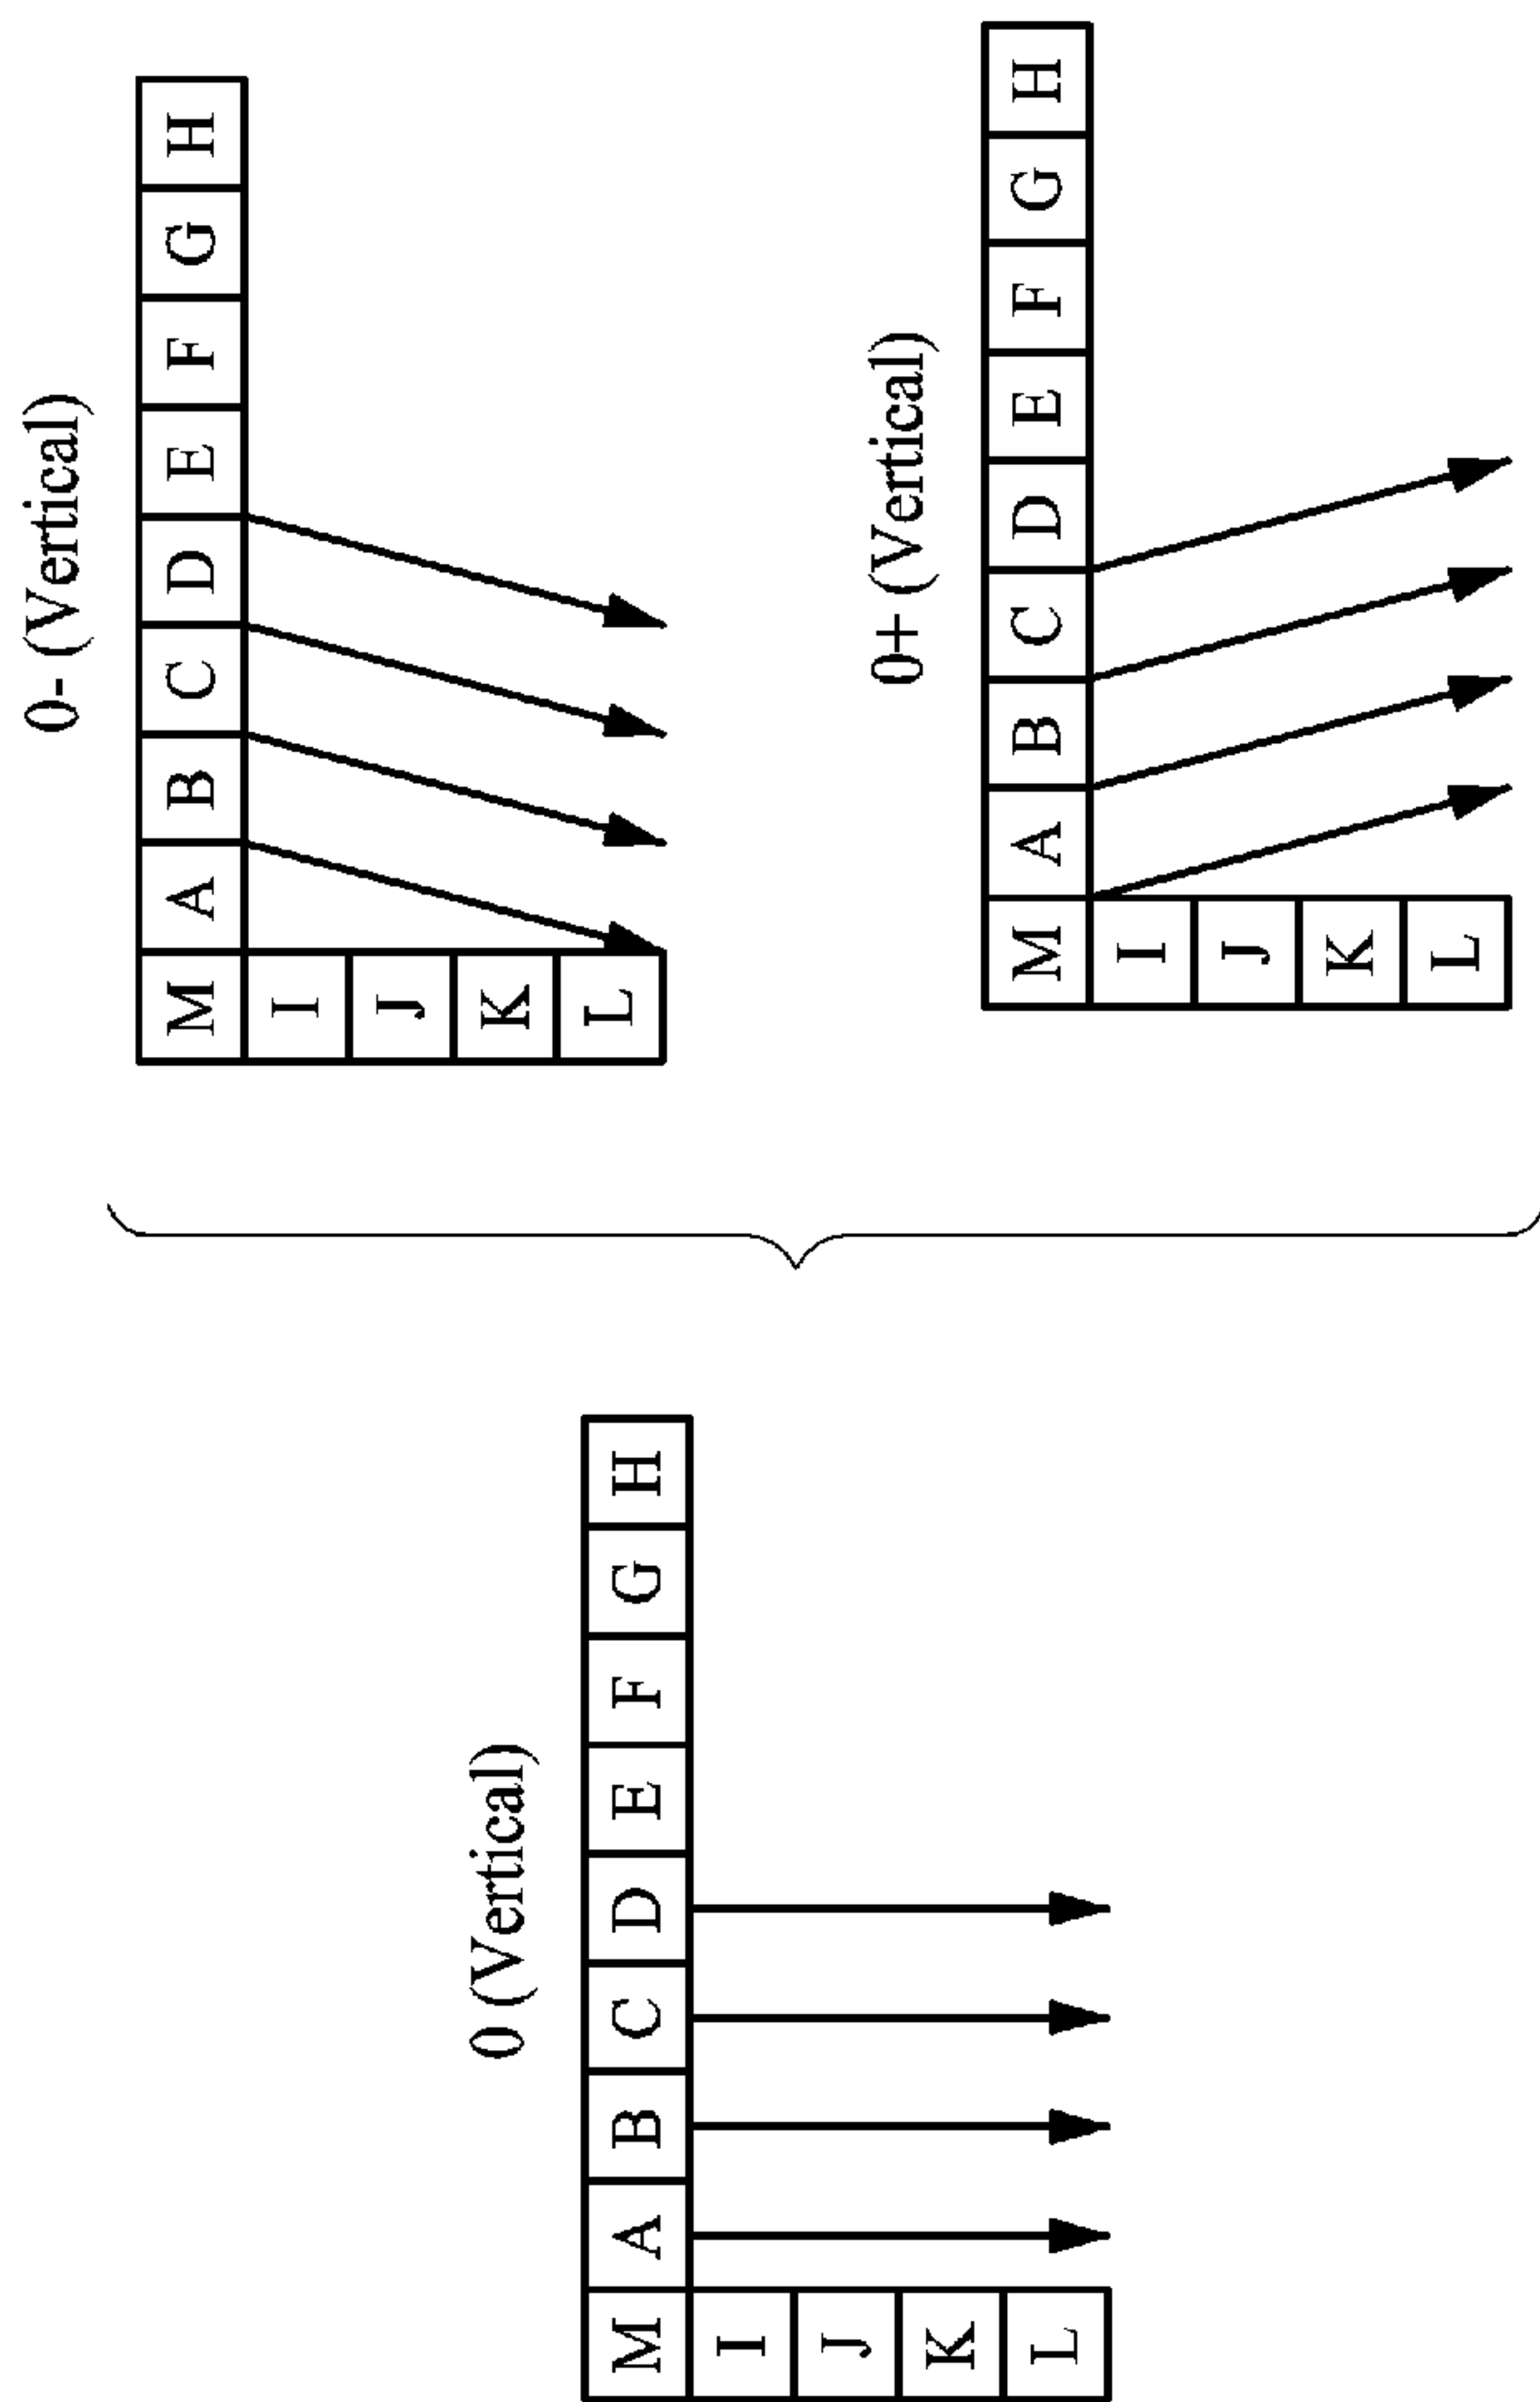 0 (Vertical)
M A B C D E F G H
I
J
K
L
0- (Vertical)
M A B C D E F G H
I
J
K
L
0+ (Vertical)
M A B C D E F G H
I
J
K
L